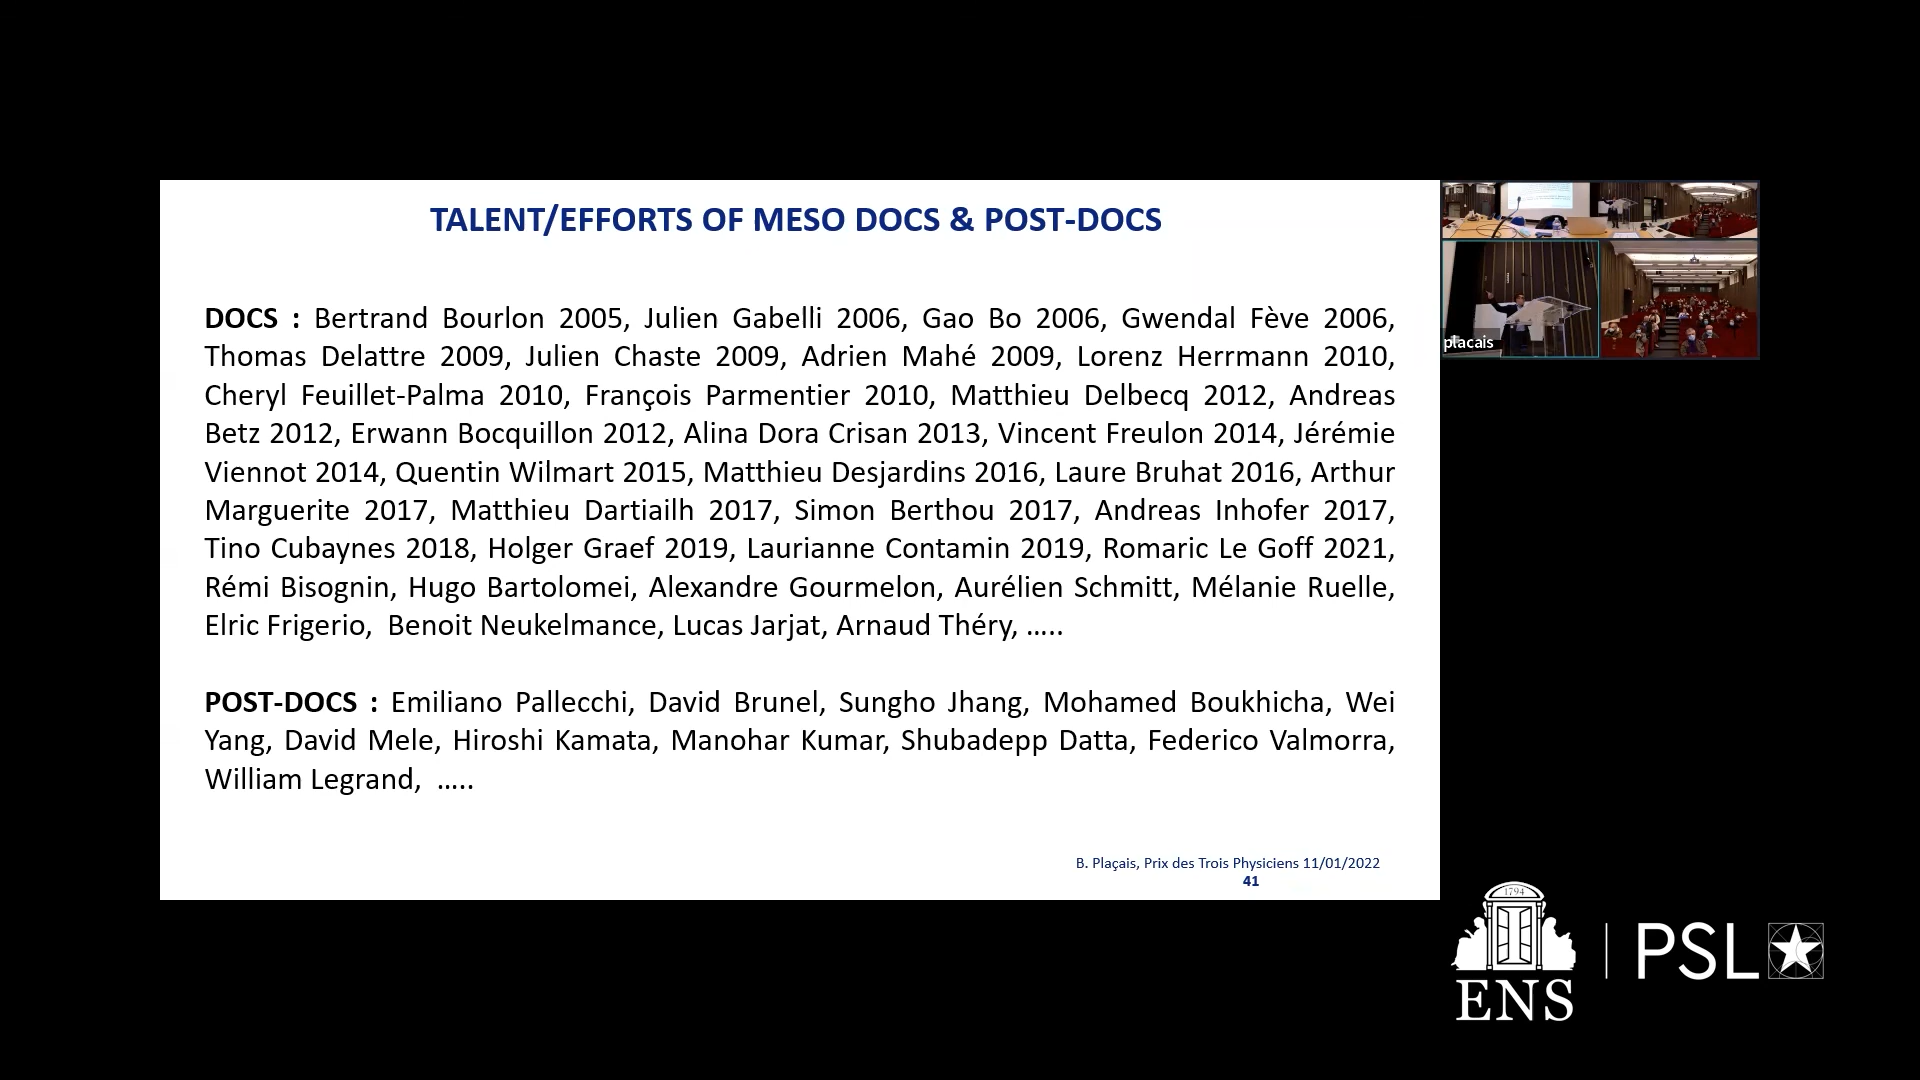 TALENT/EFFORTS OF MESO DOCS & POST-DOCS
DOCS : Bertrand Bourlon 2005, Julien Gabelli 2006, Gao Bo 2006, Gwendal Fève 2006,
Thomas Delattre 2009, Julien Chaste 2009, Adrien Mahé 2009, Lorenz Herrmann 2010,
Cheryl Feuillet-Palma 2010, François Parmentier 2010, Matthieu Delbecq 2012, Andreas
Betz 2012, Erwann Bocquillon 2012, Alina Dora Crisan 2013, Vincent Freulon 2014, Jérémie
Viennot 2014, Quentin Wilmart 2015, Matthieu Desjardins 2016, Laure Bruhat 2016, Arthur
Marguerite 2017, Matthieu Dartiailh 2017, Simon Berthou 2017, Andreas Inhofer 2017,
Tino Cubaynes 2018, Holger Graef 2019, Laurianne Contamin 2019, Romaric Le Goff 2021,
Rémi Bisognin, Hugo Bartolomei, Alexandre Gourmelon, Aurélien Schmitt, Mélanie Ruelle,
Elric Frigerio, Benoit Neukelmance, Lucas Jarjat, Arnaud Théry, …..
POST-DOCS : Emiliano Pallecchi, David Brunel, Sungho Jhang, Mohamed Boukhicha, Wei
Yang, David Mele, Hiroshi Kamata, Manohar Kumar, Shubadepp Datta, Federico Valmorra,
William Legrand, …..
B. Plaçais, Prix des Trois Physiciens 11/01/2022
41
placais
1794
ENS
PSL